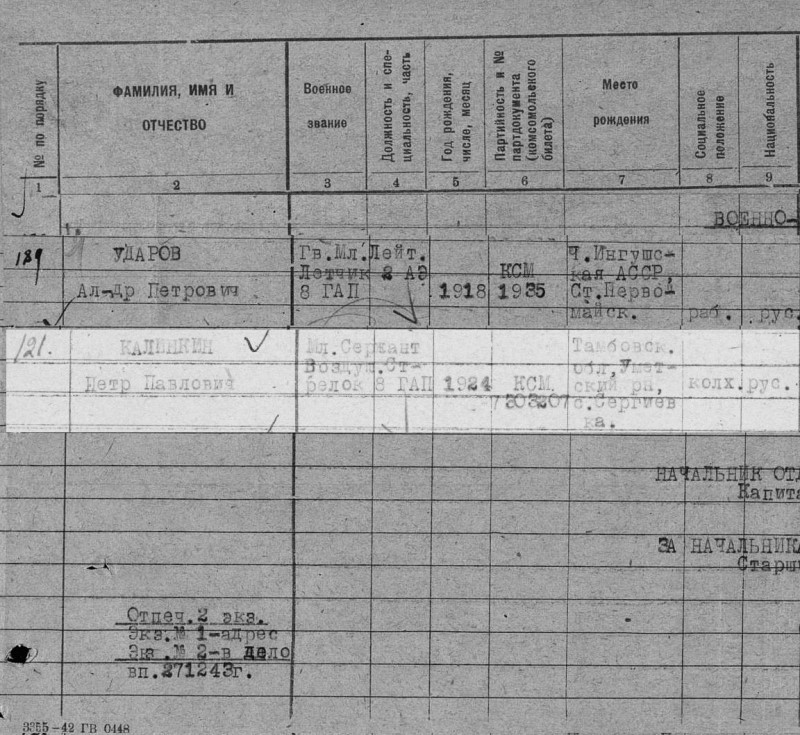 № по порядку
ФАМИЛИЯ, ИМЯ И
ОТЧЕСТВО
Военное
звание
Должность и спе-
циальность, часть
Год рождения,
число, месяц
Партийность и №
партдокумента
(комсомольского
билета)
Место
рождения
Социальное
положение
Национальность
1 2 3 4 5 6 7 8 9
ВОЕННО-
189 УДАРОВ Гв.Мл.Лейт. Ч.Ингушс-
Летчик 2 АЭ КСМ кая АССР,
Ал-др Петрович 8 ГАП 1918 1935 Ст.Перво-
майск. раб. рус.
121. КАЛИНКИН Мл.Сержант Тамбовск.
Воздуш.Ст- обл,Умет-
Петр Павлович релок 8 ГАП 1924 КСМ ский рн, колх.рус.
7303207 с.Сергиев
ка.
НАЧАЛЬНИК ОТД
Капита
ЗА НАЧАЛЬНИКА
Старш
Отпеч.2 экз.
Экз.№ 1-адрес
Экз.№ 2-в дело
вп.271243г.
3355-42 ГВ 0448